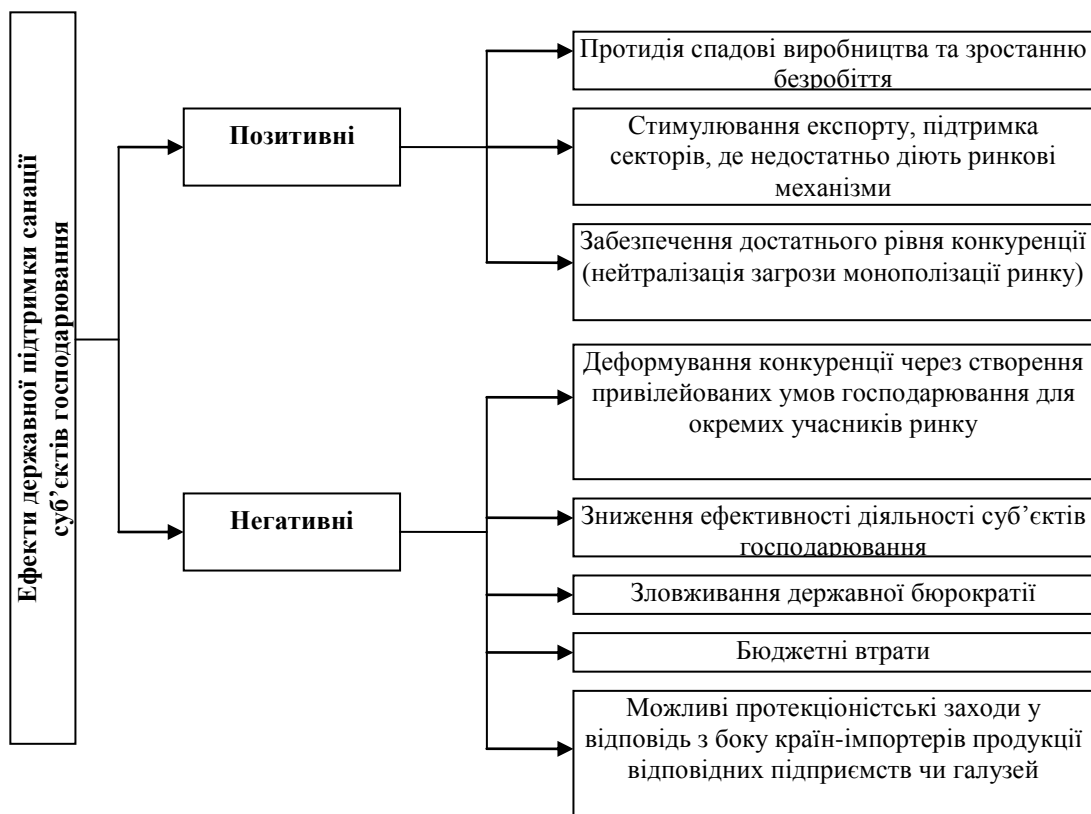 Ефекти державної підтримки санації
суб’єктів господарювання
Позитивні
Протидія спадові виробництва та зростанню
безробіття
Стимулювання експорту, підтримка
секторів, де недостатньо діють ринкові
механізми
Забезпечення достатнього рівня конкуренції
(нейтралізація загрози монополізації ринку)
Негативні
Деформування конкуренції через створення
привілейованих умов господарювання для
окремих учасників ринку
Зниження ефективності діяльності суб’єктів
господарювання
Зловживання державної бюрократії
Бюджетні втрати
Можливі протекціоністські заходи у
відповідь з боку країн-імпортерів продукції
відповідних підприємств чи галузей